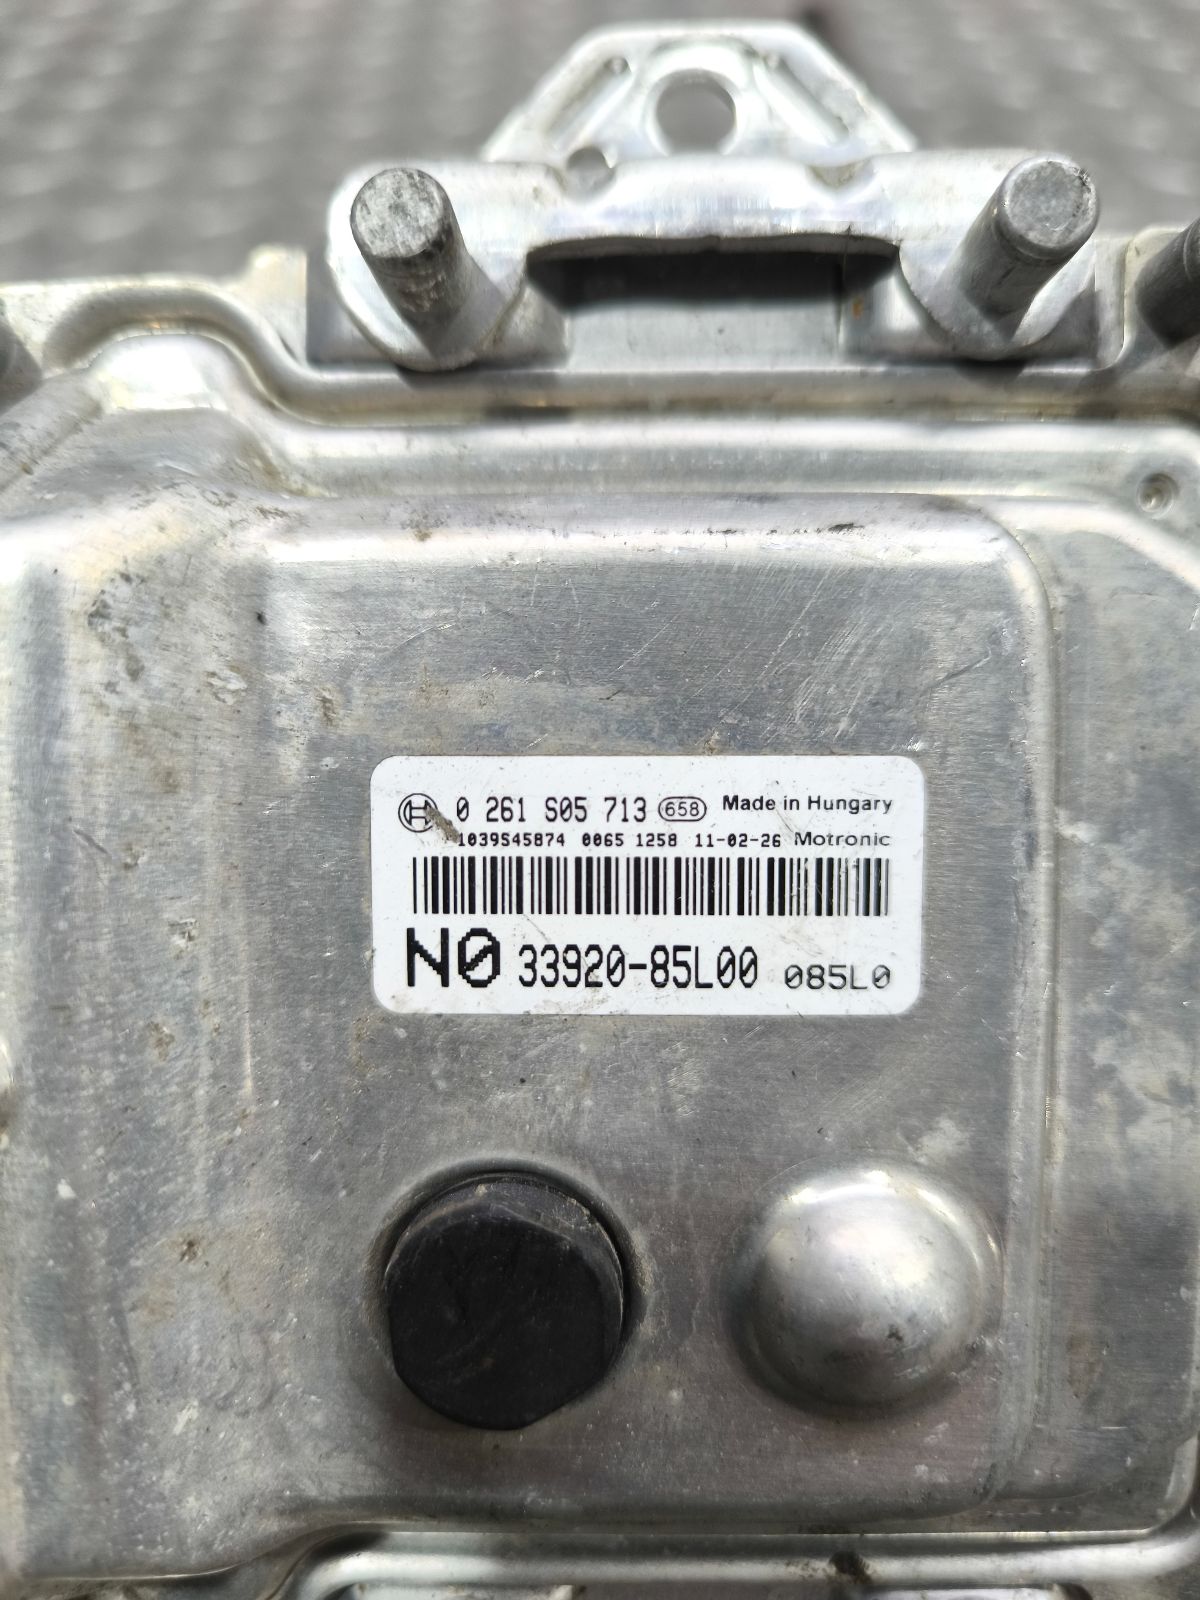 0 261 S05 713 658 Made in Hungary
1039S45874 0065 1258 11-02-26 Motronic
N0 33920-85L00 085L0